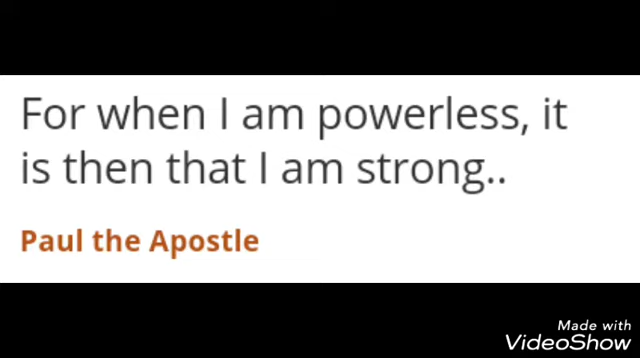 For when I am powerless, it
is then that I am strong..
Paul the Apostle
Made with
VideoShow